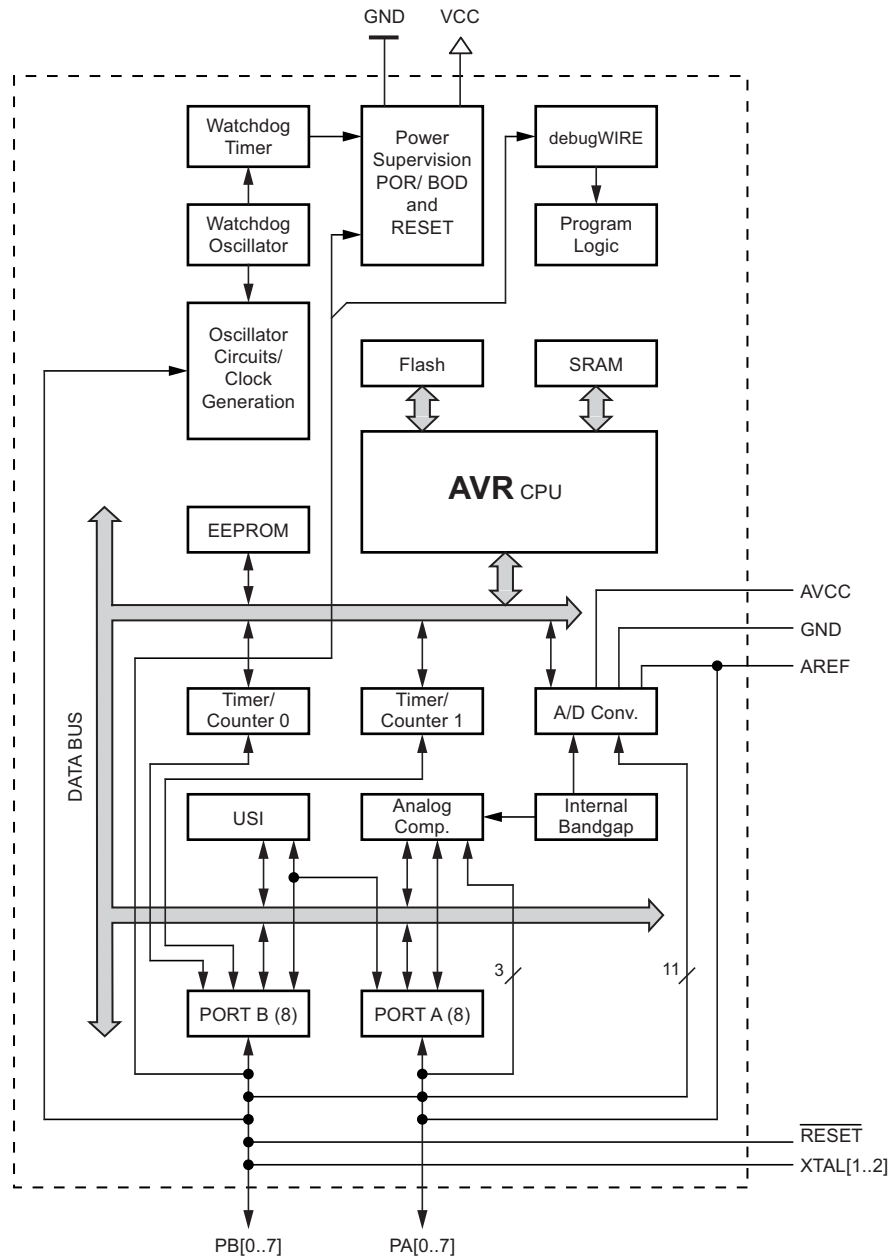 GND
VCC
Watchdog
Timer
Power
Supervision
POR/ BOD
and
RESET
debugWIRE
Watchdog
Oscillator
Program
Logic
Oscillator
Circuits/
Clock
Generation
Flash
SRAM
AVR CPU
EEPROM
AVCC
GND
AREF
Timer/
Counter 0
Timer/
Counter 1
A/D Conv.
DATA BUS
USI
Analog
Comp.
Internal
Bandgap
3
11
PORT B (8)
PORT A (8)
RESET
XTAL[1..2]
PB[0..7]
PA[0..7]